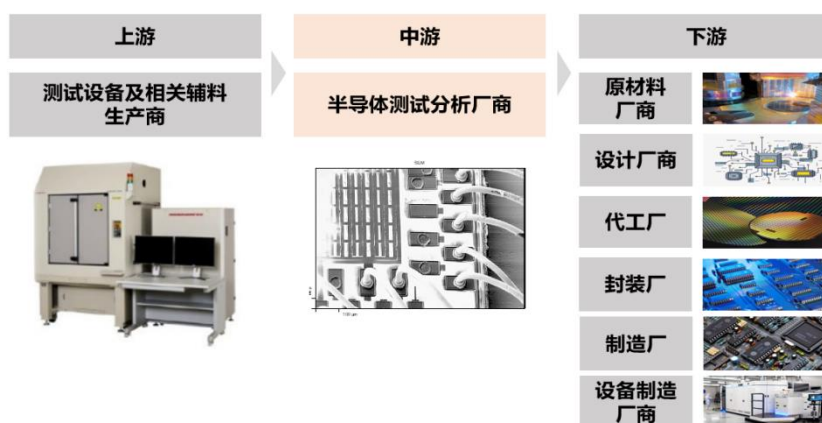 上游
中游
下游
测试设备及相关辅料
生产商
半导体测试分析厂商
原材料
厂商
设计厂商
代工厂
封装厂
制造厂
设备制造
厂商